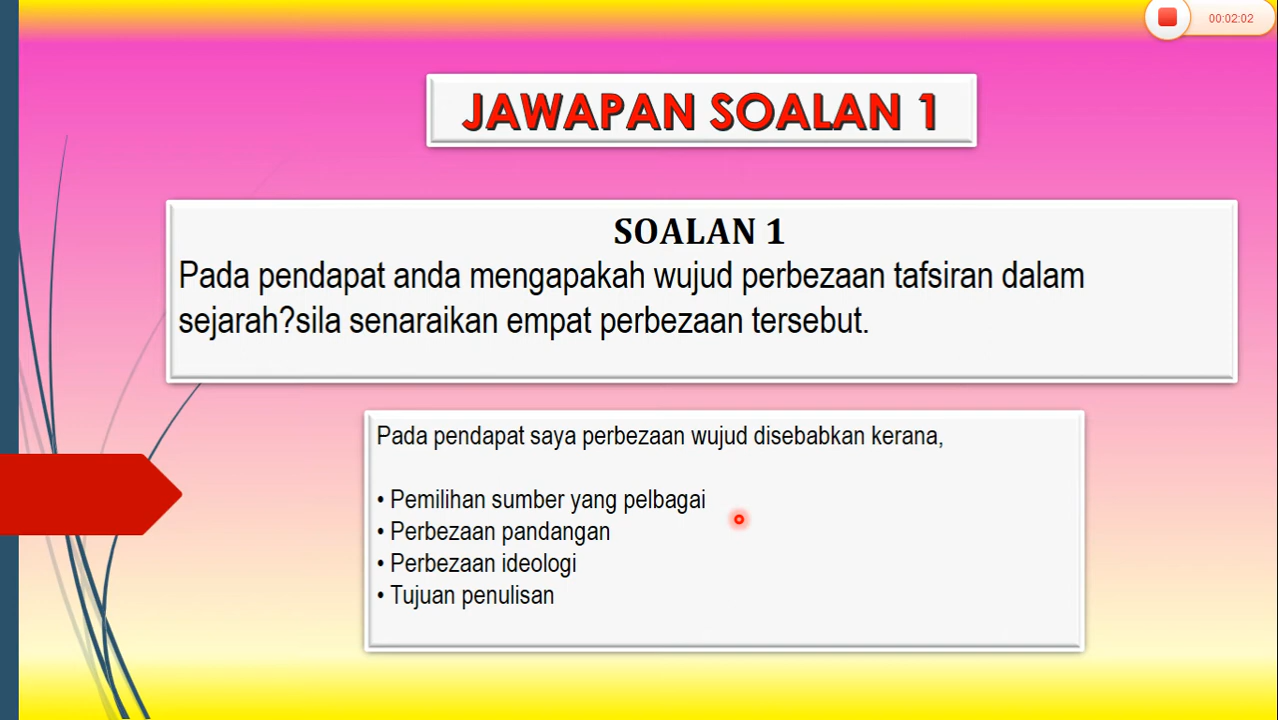 00:02:02
JAWAPAN SOALAN 1
SOALAN 1
Pada pendapat anda mengapakah wujud perbezaan tafsiran dalam
sejarah?sila senaraikan empat perbezaan tersebut.
Pada pendapat saya perbezaan wujud disebabkan kerana,
• Pemilihan sumber yang pelbagai
• Perbezaan pandangan
• Perbezaan ideologi
• Tujuan penulisan